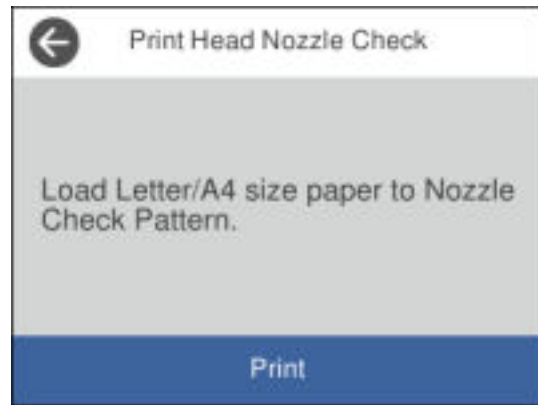 Print Head Nozzle Check
Load Letter/A4 size paper to Nozzle
Check Pattern.
Print